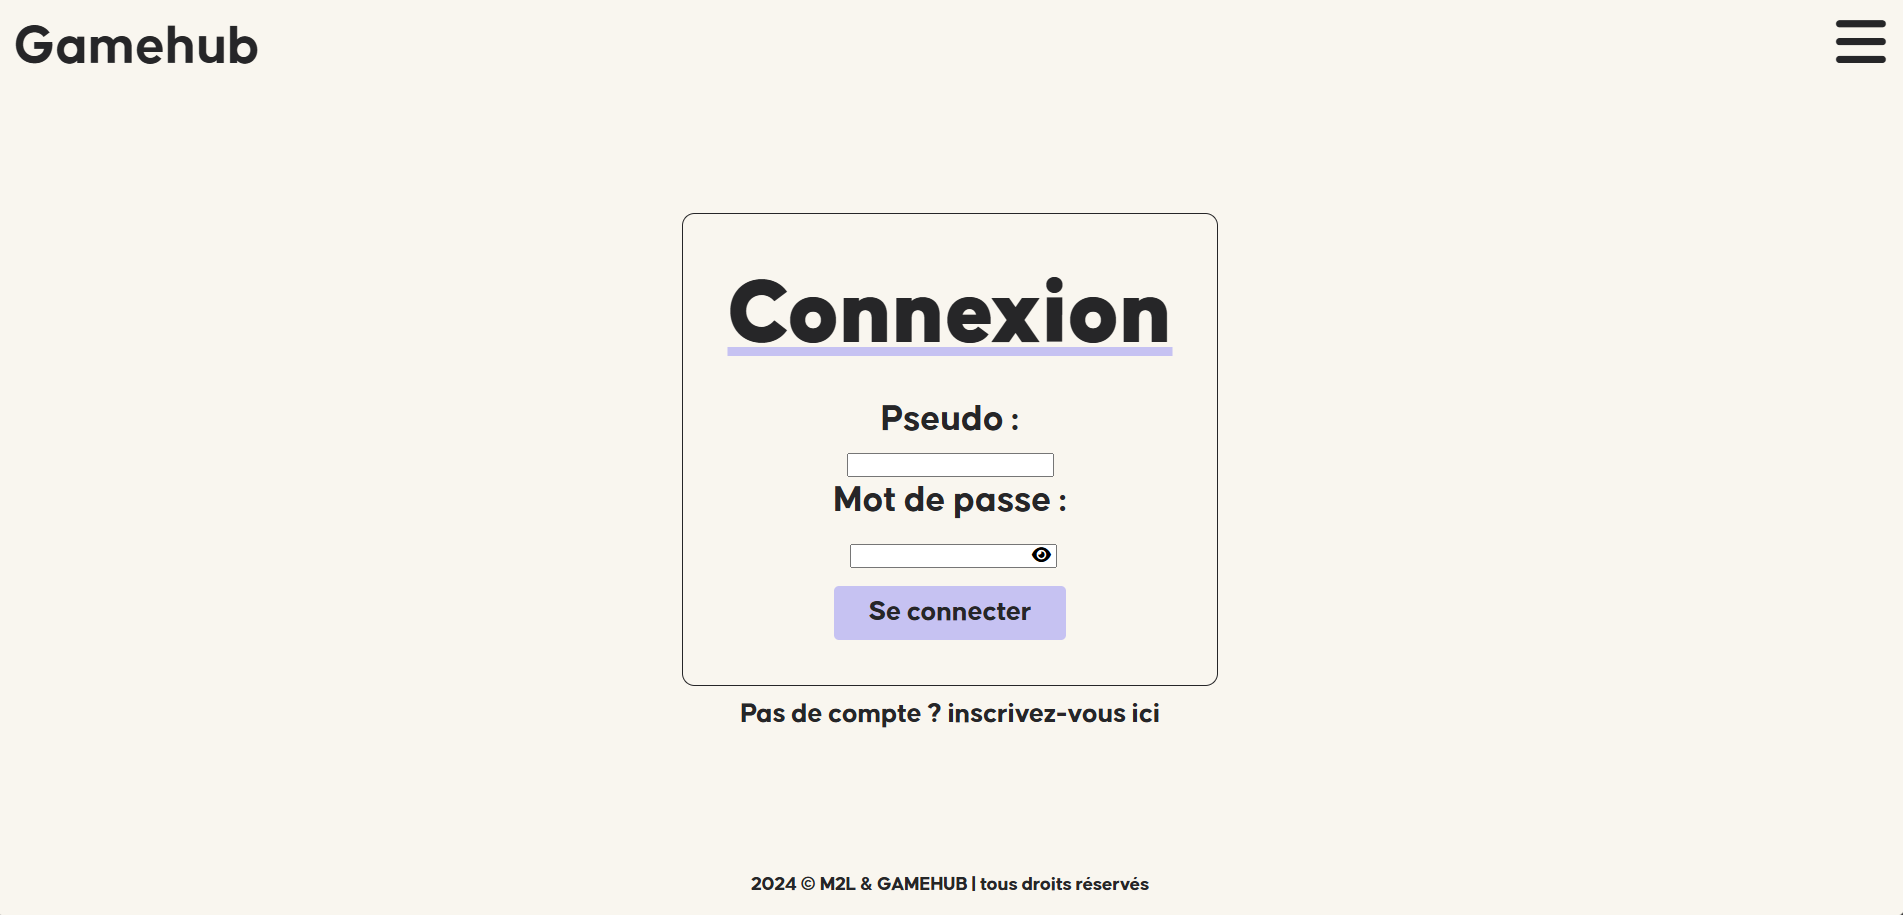 Gamehub
Connexion
Pseudo :
Mot de passe :
Se connecter
Pas de compte ? inscrivez-vous ici
2024 © M2L & GAMEHUB | tous droits réservés